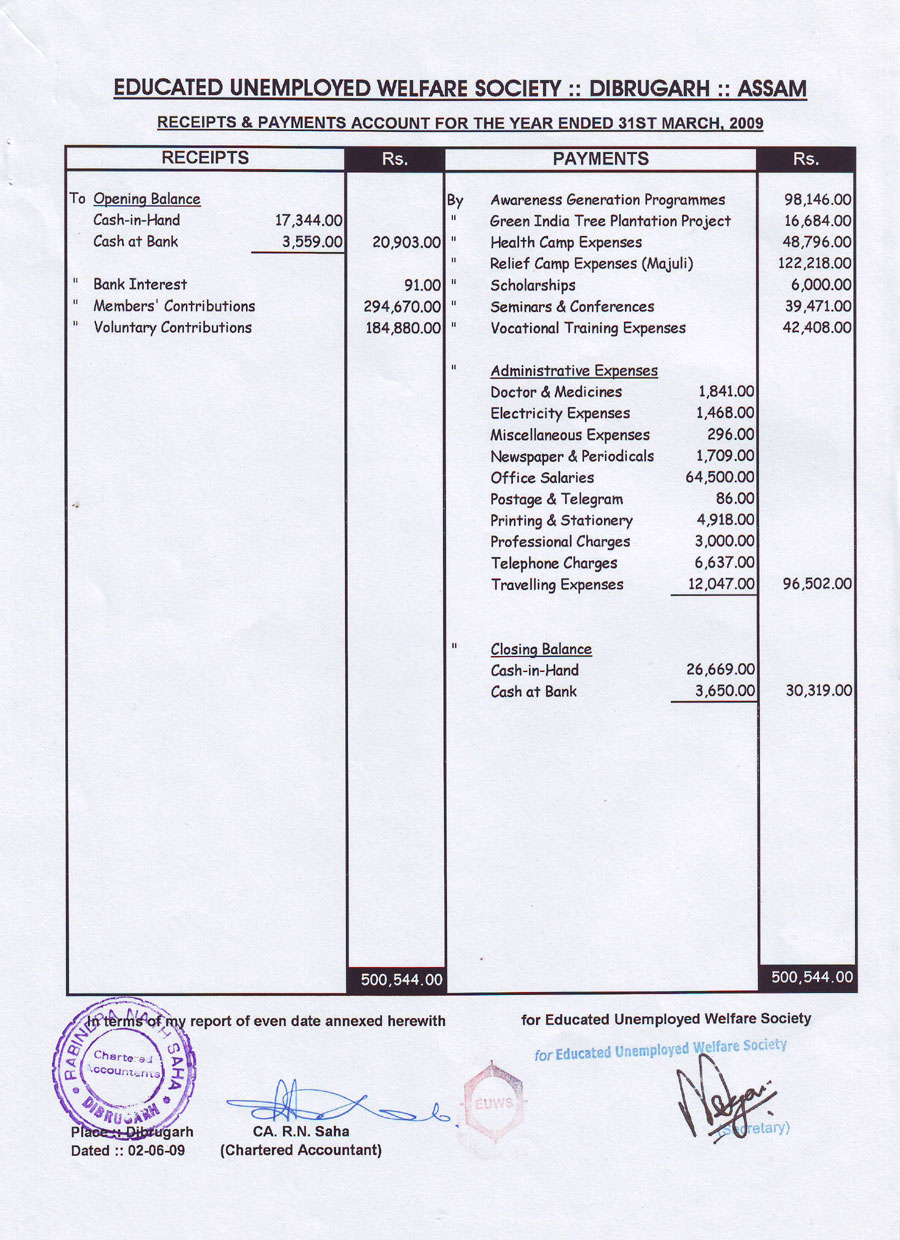 EDUCATED UNEMPLOYED WELFARE SOCIETY :: DIBRUGARH :: ASSAM
RECEIPTS & PAYMENTS ACCOUNT FOR THE YEAR ENDED 31ST MARCH, 2009
RECEIPTS Rs. PAYMENTS Rs.
To Opening Balance By Awareness Generation Programmes 98,146.00
Cash-in-Hand 17,344.00 " Green India Tree Plantation Project 16,684.00
Cash at Bank 3,559.00 20,903.00 " Health Camp Expenses 48,796.00
" Relief Camp Expenses (Majuli) 122,218.00
" Bank Interest 91.00 " Scholarships 6,000.00
" Members' Contributions 294,670.00 " Seminars & Conferences 39,471.00
" Voluntary Contributions 184,880.00 " Vocational Training Expenses 42,408.00
" Administrative Expenses
Doctor & Medicines 1,841.00
Electricity Expenses 1,468.00
Miscellaneous Expenses 296.00
Newspaper & Periodicals 1,709.00
Office Salaries 64,500.00
Postage & Telegram 86.00
Printing & Stationery 4,918.00
Professional Charges 3,000.00
Telephone Charges 6,637.00
Travelling Expenses 12,047.00 96,502.00
" Closing Balance
Cash-in-Hand 26,669.00
Cash at Bank 3,650.00 30,319.00
500,544.00 500,544.00
In terms of my report of even date annexed herewith
for Educated Unemployed Welfare Society
for Educated Unemployed Welfare Society
RABINDRA NATH SAHA
Chartered
Accountants
DIBRUGARH
EUWS
(Secretary)
Place :: Dibrugarh CA. R.N. Saha
Dated :: 02-06-09 (Chartered Accountant)